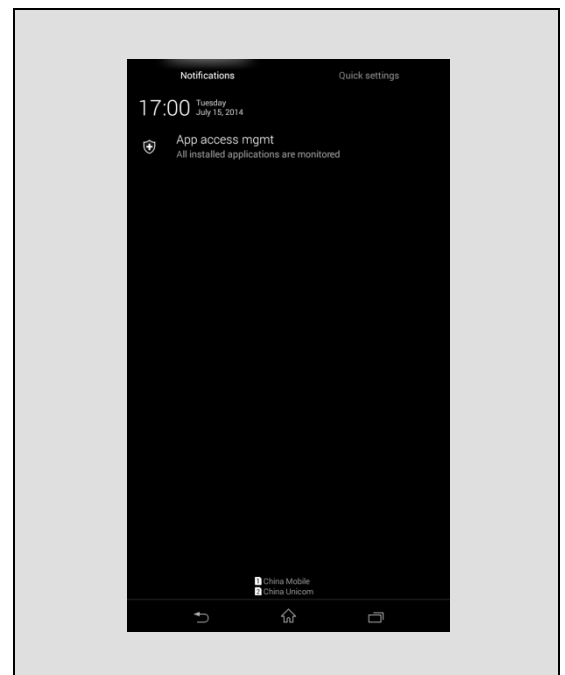 Notifications Quick settings
17:00 Tuesday
July 15, 2014
App access mgmt
All installed applications are monitored
1 China Mobile
2 China Unicom